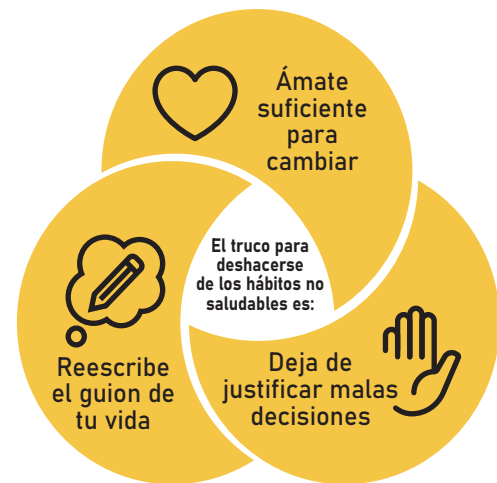 Ámate
suficiente
para
cambiar
El truco para
deshacerse
de los hábitos no
saludables es:
Reescribe
el guion de
tu vida
Deja de
justificar malas
decisiones